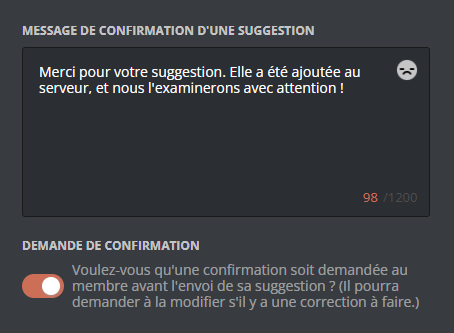 MESSAGE DE CONFIRMATION D'UNE SUGGESTION
Merci pour votre suggestion. Elle a été ajoutée au
serveur, et nous l'examinerons avec attention !
98 /1200
DEMANDE DE CONFIRMATION
Voulez-vous qu'une confirmation soit demandée au
membre avant l'envoi de sa suggestion ? (Il pourra
demander à la modifier s'il y a une correction à faire.)